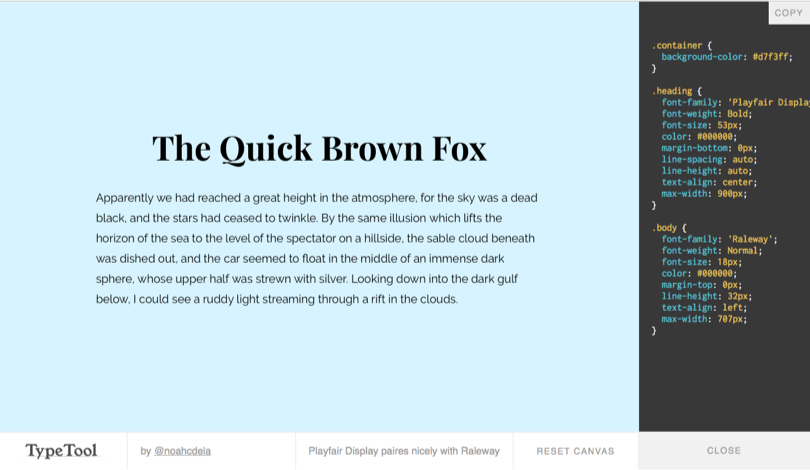 COPY
The Quick Brown Fox
Apparently we had reached a great height in the atmosphere, for the sky was a dead
black, and the stars had ceased to twinkle. By the same illusion which lifts the
horizon of the sea to the level of the spectator on a hillside, the sable cloud beneath
was dished out, and the car seemed to float in the middle of an immense dark
sphere, whose upper half was strewn with silver. Looking down into the dark gulf
below, I could see a ruddy light streaming through a rift in the clouds.
.container {
background-color: #d7f3ff;
}
.heading {
font-family: 'Playfair Displa
font-weight: Bold;
font-size: 53px;
color: #000000;
margin-bottom: 0px;
line-spacing: auto;
line-height: auto;
text-align: center;
max-width: 900px;
}
.body {
font-family: 'Raleway';
font-weight: Normal;
font-size: 18px;
color: #000000;
margin-top: 0px;
line-height: 32px;
text-align: left;
max-width: 707px;
}
TypeTool
by @noahcdela
Playfair Display paires nicely with Raleway
RESET CANVAS
CLOSE